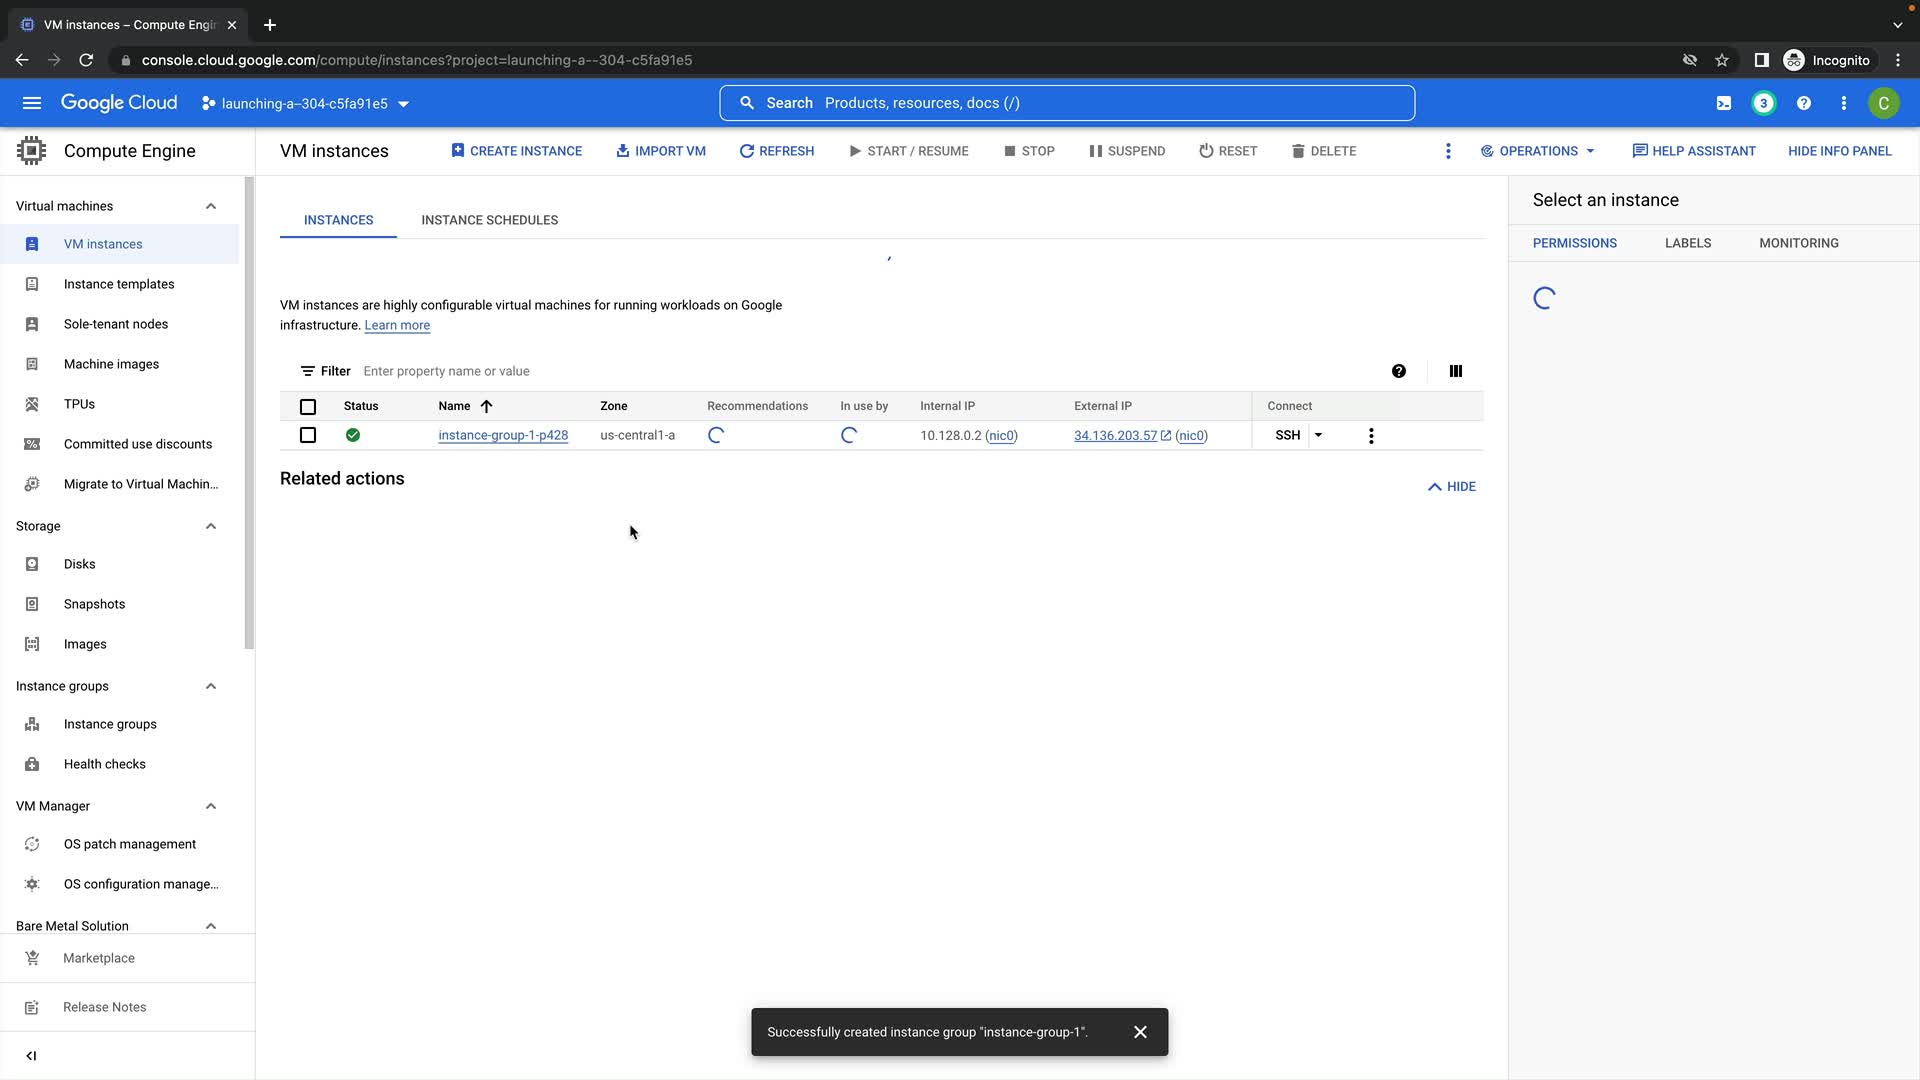 VM instances – Compute Engin
console.cloud.google.com/compute/instances?project=launching-a--304-c5fa91e5
Incognito
Google Cloud
launching-a--304-c5fa91e5
Search Products, resources, docs (/)
3
C
Compute Engine
VM instances
CREATE INSTANCE
IMPORT VM
REFRESH
START / RESUME
STOP
SUSPEND
RESET
DELETE
OPERATIONS
HELP ASSISTANT
HIDE INFO PANEL
Virtual machines
VM instances
Instance templates
Sole-tenant nodes
Machine images
TPUs
Committed use discounts
Migrate to Virtual Machin...
Storage
Disks
Snapshots
Images
Instance groups
Instance groups
Health checks
VM Manager
OS patch management
OS configuration manage...
Bare Metal Solution
Marketplace
Release Notes
INSTANCES
INSTANCE SCHEDULES
VM instances are highly configurable virtual machines for running workloads on Google
infrastructure. Learn more
Filter Enter property name or value
Status Name Zone Recommendations In use by Internal IP External IP Connect
instance-group-1-p428 us-central1-a 10.128.0.2 (nic0) 34.136.203.57 (nic0) SSH
Related actions
HIDE
Select an instance
PERMISSIONS
LABELS
MONITORING
Successfully created instance group "instance-group-1".